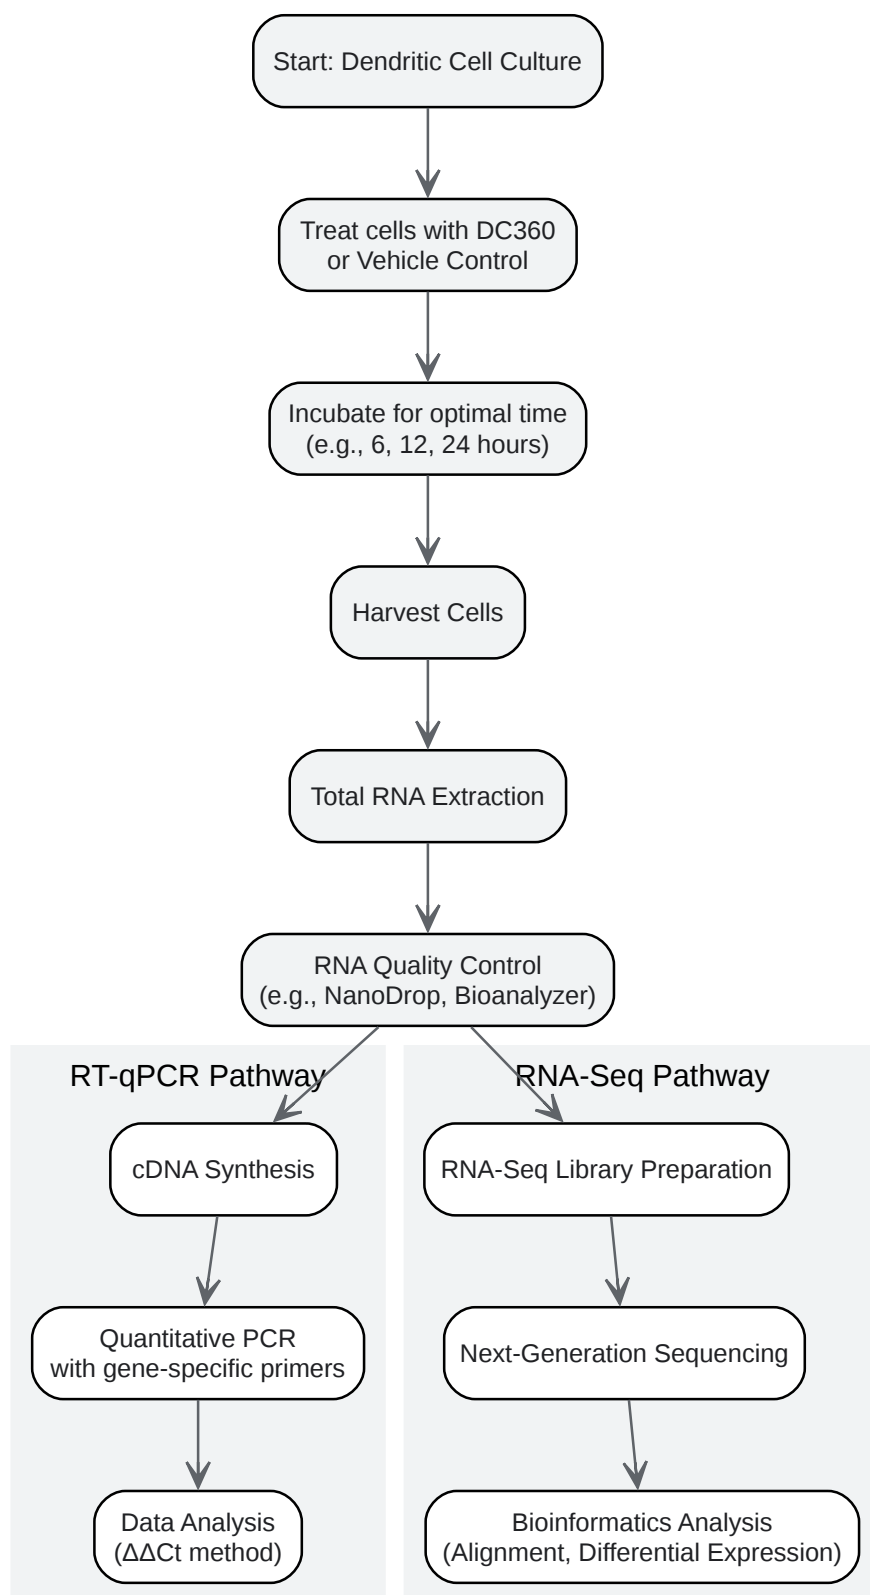 Start: Dendritic Cell Culture
Treat cells with DC360
or Vehicle Control
Incubate for optimal time
(e.g., 6, 12, 24 hours)
Harvest Cells
Total RNA Extraction
RNA Quality Control
(e.g., NanoDrop, Bioanalyzer)
RT-qPCR Pathway
cDNA Synthesis
Quantitative PCR
with gene-specific primers
Data Analysis
(ΔΔCt method)
RNA-Seq Pathway
RNA-Seq Library Preparation
Next-Generation Sequencing
Bioinformatics Analysis
(Alignment, Differential Expression)